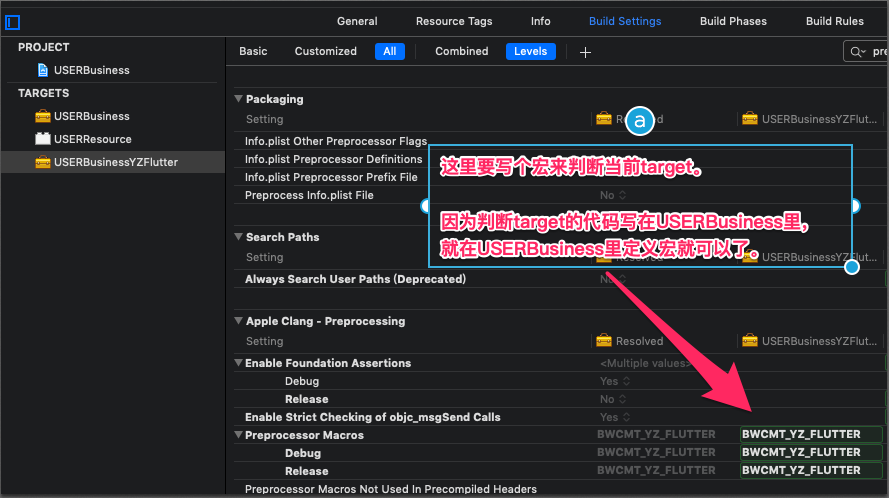 General Resource Tags Info Build Settings Build Phases Build Rules
PROJECT
USERBusiness
TARGETS
USERBusiness
USERResource
USERBusinessYZFlutter
Basic Customized All Combined Levels + pre
Packaging
Setting a USERBusinessYZFlut...
Info.plist Other Preprocessor Flags
Info.plist Preprocessor Definitions
Info.plist Preprocessor Prefix File
Preprocess Info.plist File No
这里要写个宏来判断当前target。
因为判断target的代码写在USERBusiness里，
就在USERBusiness里定义宏就可以了。
Search Paths
Setting Resolved USERBusinessYZFlut...
Always Search User Paths (Deprecated) No
Apple Clang - Preprocessing
Setting Resolved USERBusinessYZFlut...
Enable Foundation Assertions <Multiple values>
Debug Yes
Release No
Enable Strict Checking of objc_msgSend Calls Yes
Preprocessor Macros BWCMT_YZ_FLUTTER BWCMT_YZ_FLUTTER
Debug BWCMT_YZ_FLUTTER BWCMT_YZ_FLUTTER
Release BWCMT_YZ_FLUTTER BWCMT_YZ_FLUTTER
Preprocessor Macros Not Used In Precompiled Headers